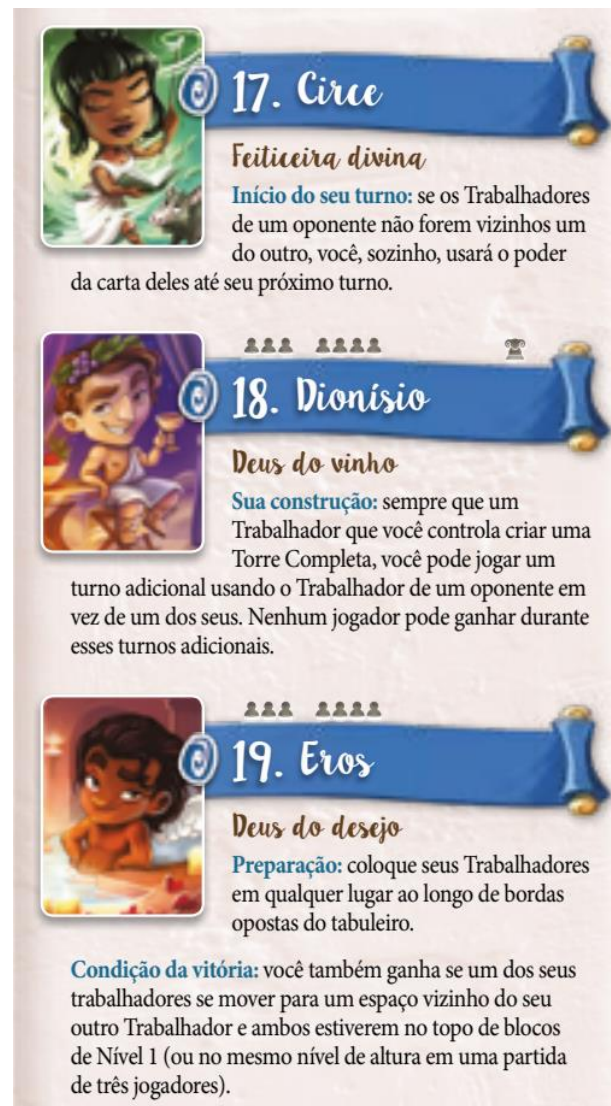 17. Circe
Feiticeira divina
Início do seu turno: se os Trabalhadores
de um oponente não forem vizinhos um
do outro, você, sozinho, usará o poder
da carta deles até seu próximo turno.
18. Dionísio
Deus do vinho
Sua construção: sempre que um
Trabalhador que você controla criar uma
Torre Completa, você pode jogar um
turno adicional usando o Trabalhador de um oponente em
vez de um dos seus. Nenhum jogador pode ganhar durante
esses turnos adicionais.
19. Eros
Deus do desejo
Preparação: coloque seus Trabalhadores
em qualquer lugar ao longo de bordas
opostas do tabuleiro.
Condição da vitória: você também ganha se um dos seus
trabalhadores se mover para um espaço vizinho do seu
outro Trabalhador e ambos estiverem no topo de blocos
de Nível 1 (ou no mesmo nível de altura em uma partida
de três jogadores).